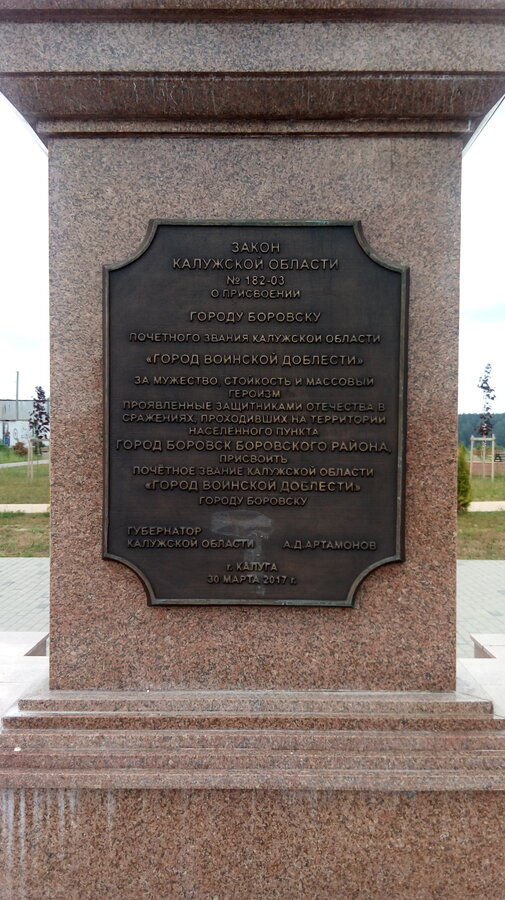 ЗАКОН
КАЛУЖСКОЙ ОБЛАСТИ
№ 182-03
О ПРИСВОЕНИИ
ГОРОДУ БОРОВСКУ
ПОЧЕТНОГО ЗВАНИЯ КАЛУЖСКОЙ ОБЛАСТИ
«ГОРОД ВОИНСКОЙ ДОБЛЕСТИ»
ЗА МУЖЕСТВО, СТОЙКОСТЬ И МАССОВЫЙ
ГЕРОИЗМ
ПРОЯВЛЕННЫЕ ЗАЩИТНИКАМИ ОТЕЧЕСТВА В
СРАЖЕНИЯХ, ПРОХОДИВШИХ НА ТЕРРИТОРИИ
НАСЕЛЕННОГО ПУНКТА
ГОРОД БОРОВСК БОРОВСКОГО РАЙОНА,
ПРИСВОИТЬ
ПОЧЁТНОЕ ЗВАНИЕ КАЛУЖСКОЙ ОБЛАСТИ
«ГОРОД ВОИНСКОЙ ДОБЛЕСТИ»
ГОРОДУ БОРОВСКУ
ГУБЕРНАТОР
КАЛУЖСКОЙ ОБЛАСТИ А.Д.АРТАМОНОВ
г. КАЛУГА
30 МАРТА 2017 г.